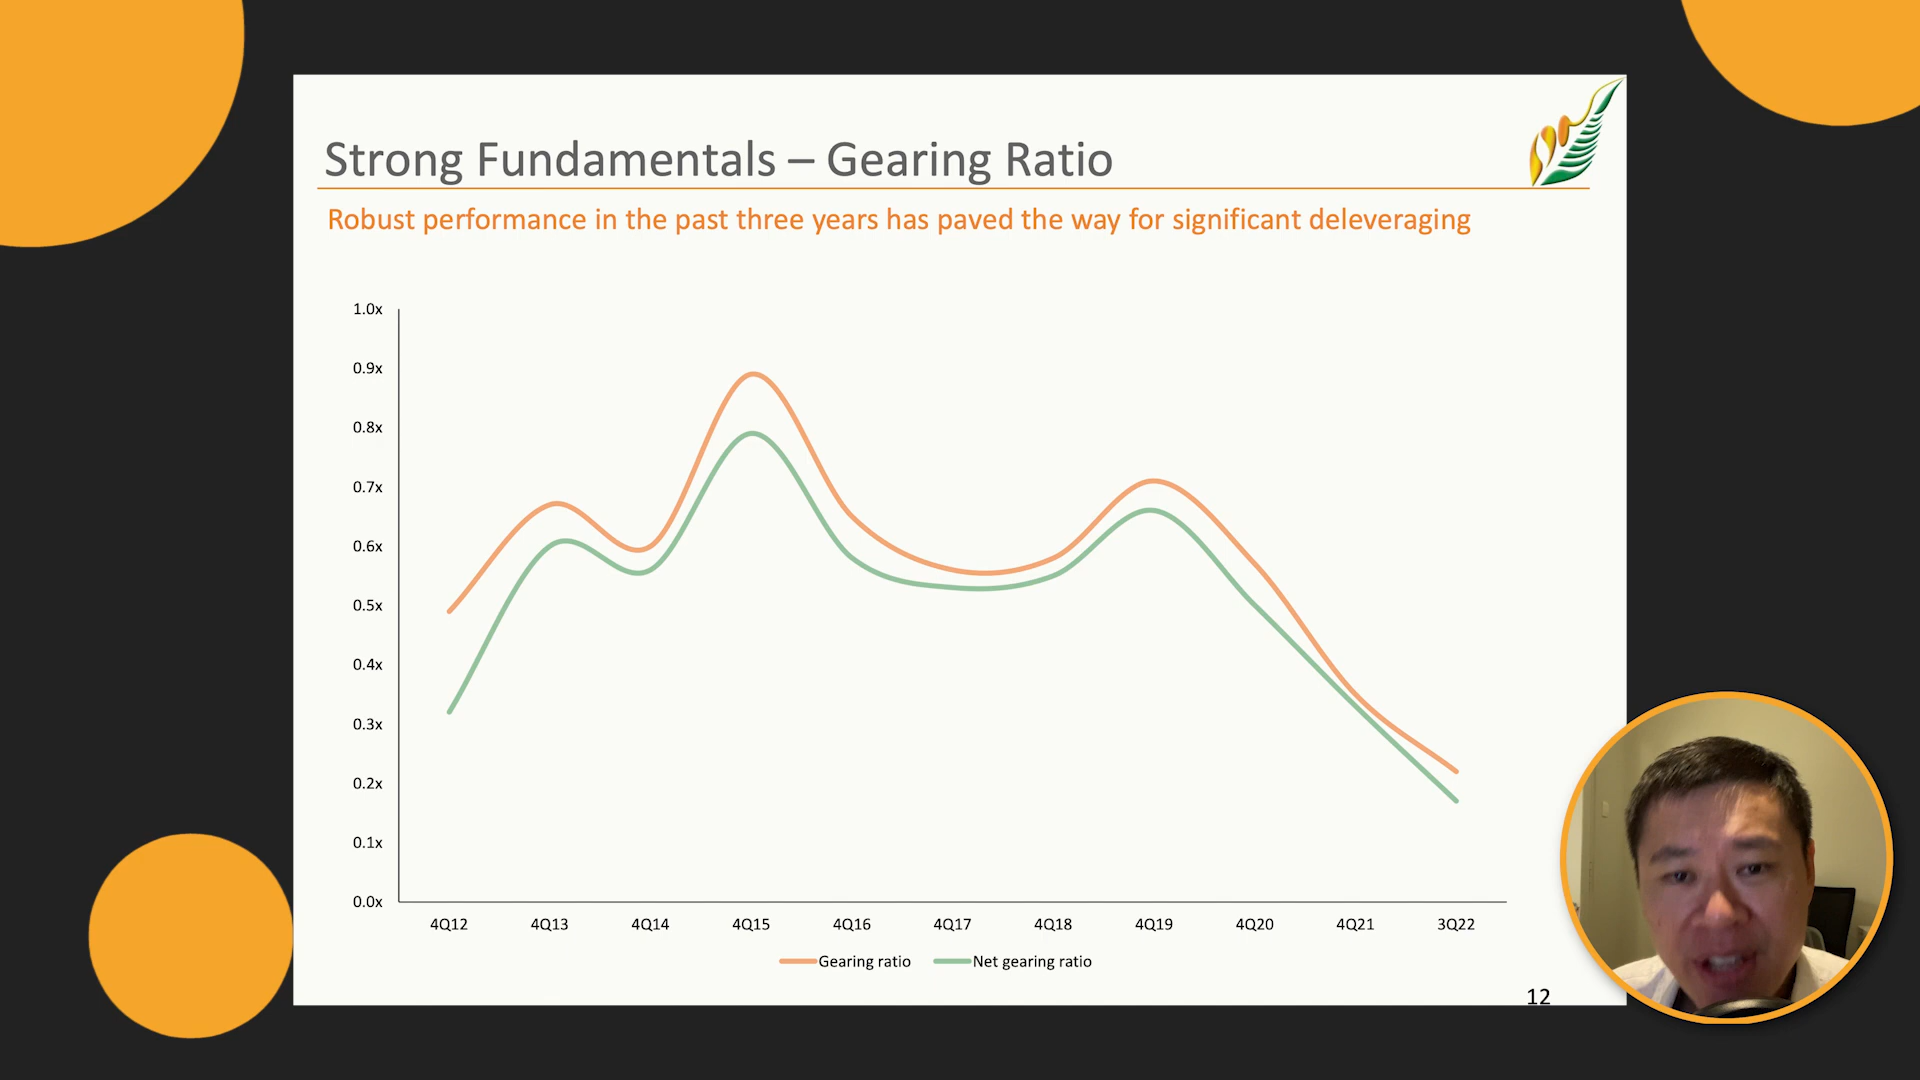 Strong Fundamentals – Gearing Ratio
Robust performance in the past three years has paved the way for significant deleveraging
1.0x
0.9x
0.8x
0.7x
0.6x
0.5x
0.4x
0.3x
0.2x
0.1x
0.0x
4Q12 4Q13 4Q14 4Q15 4Q16 4Q17 4Q18 4Q19 4Q20 4Q21 3Q22
Gearing ratio Net gearing ratio
12